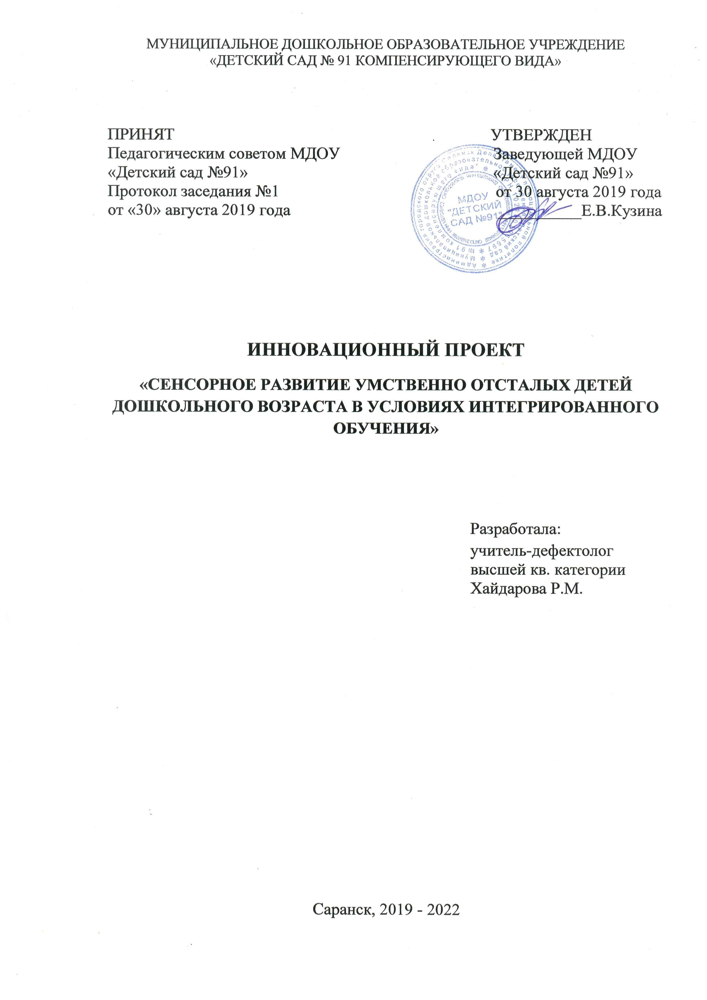 МУНИЦИПАЛЬНОЕ ДОШКОЛЬНОЕ ОБРАЗОВАТЕЛЬНОЕ УЧРЕЖДЕНИЕ
«ДЕТСКИЙ САД № 91 КОМПЕНСИРУЮЩЕГО ВИДА»
ПРИНЯТ
Педагогическим советом МДОУ
«Детский сад №91»
Протокол заседания №1
от «30» августа 2019 года
УТВЕРЖДЕН
Заведующей МДОУ
«Детский сад №91»
от 30 августа 2019 года
Е.В.Кузина
МДОУ
"ДЕТСКИЙ
САД №91"
ИННОВАЦИОННЫЙ ПРОЕКТ
«СЕНСОРНОЕ РАЗВИТИЕ УМСТВЕННО ОТСТАЛЫХ ДЕТЕЙ
ДОШКОЛЬНОГО ВОЗРАСТА В УСЛОВИЯХ ИНТЕГРИРОВАННОГО
ОБУЧЕНИЯ»
Разработала:
учитель-дефектолог
высшей кв. категории
Хайдарова Р.М.
Саранск, 2019 - 2022